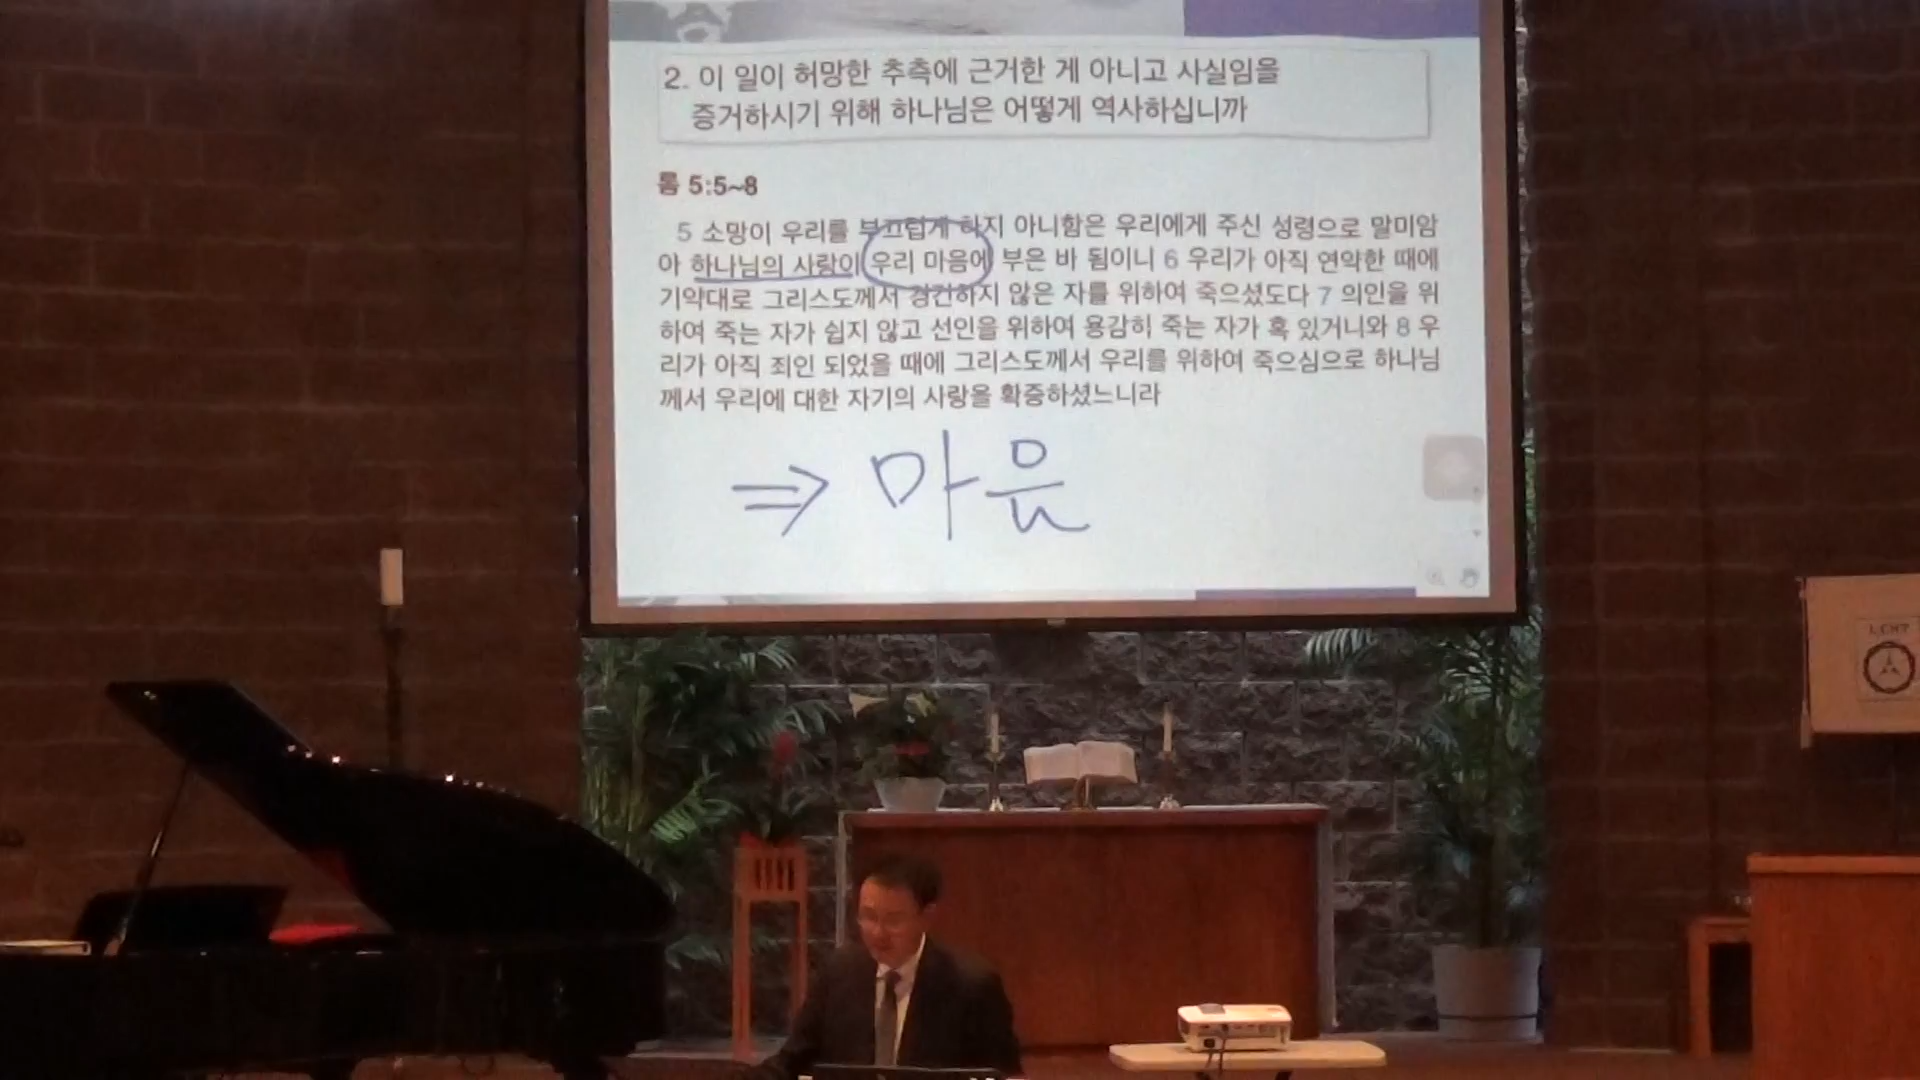 2. 이 일이 허망한 추측에 근거한 게 아니고 사실임을
증거하시기 위해 하나님은 어떻게 역사하십니까
롬 5:5~8
5 소망이 우리를 부끄럽게 하지 아니함은 우리에게 주신 성령으로 말미암
아 하나님의 사랑이 우리 마음에 부은 바 됨이니 6 우리가 아직 연약한 때에
기약대로 그리스도께서 경건하지 않은 자를 위하여 죽으셨도다 7 의인을 위
하여 죽는 자가 쉽지 않고 선인을 위하여 용감히 죽는 자가 혹 있거니와 8 우
리가 아직 죄인 되었을 때에 그리스도께서 우리를 위하여 죽으심으로 하나님
께서 우리에 대한 자기의 사랑을 확증하셨느니라
⇒ 마음